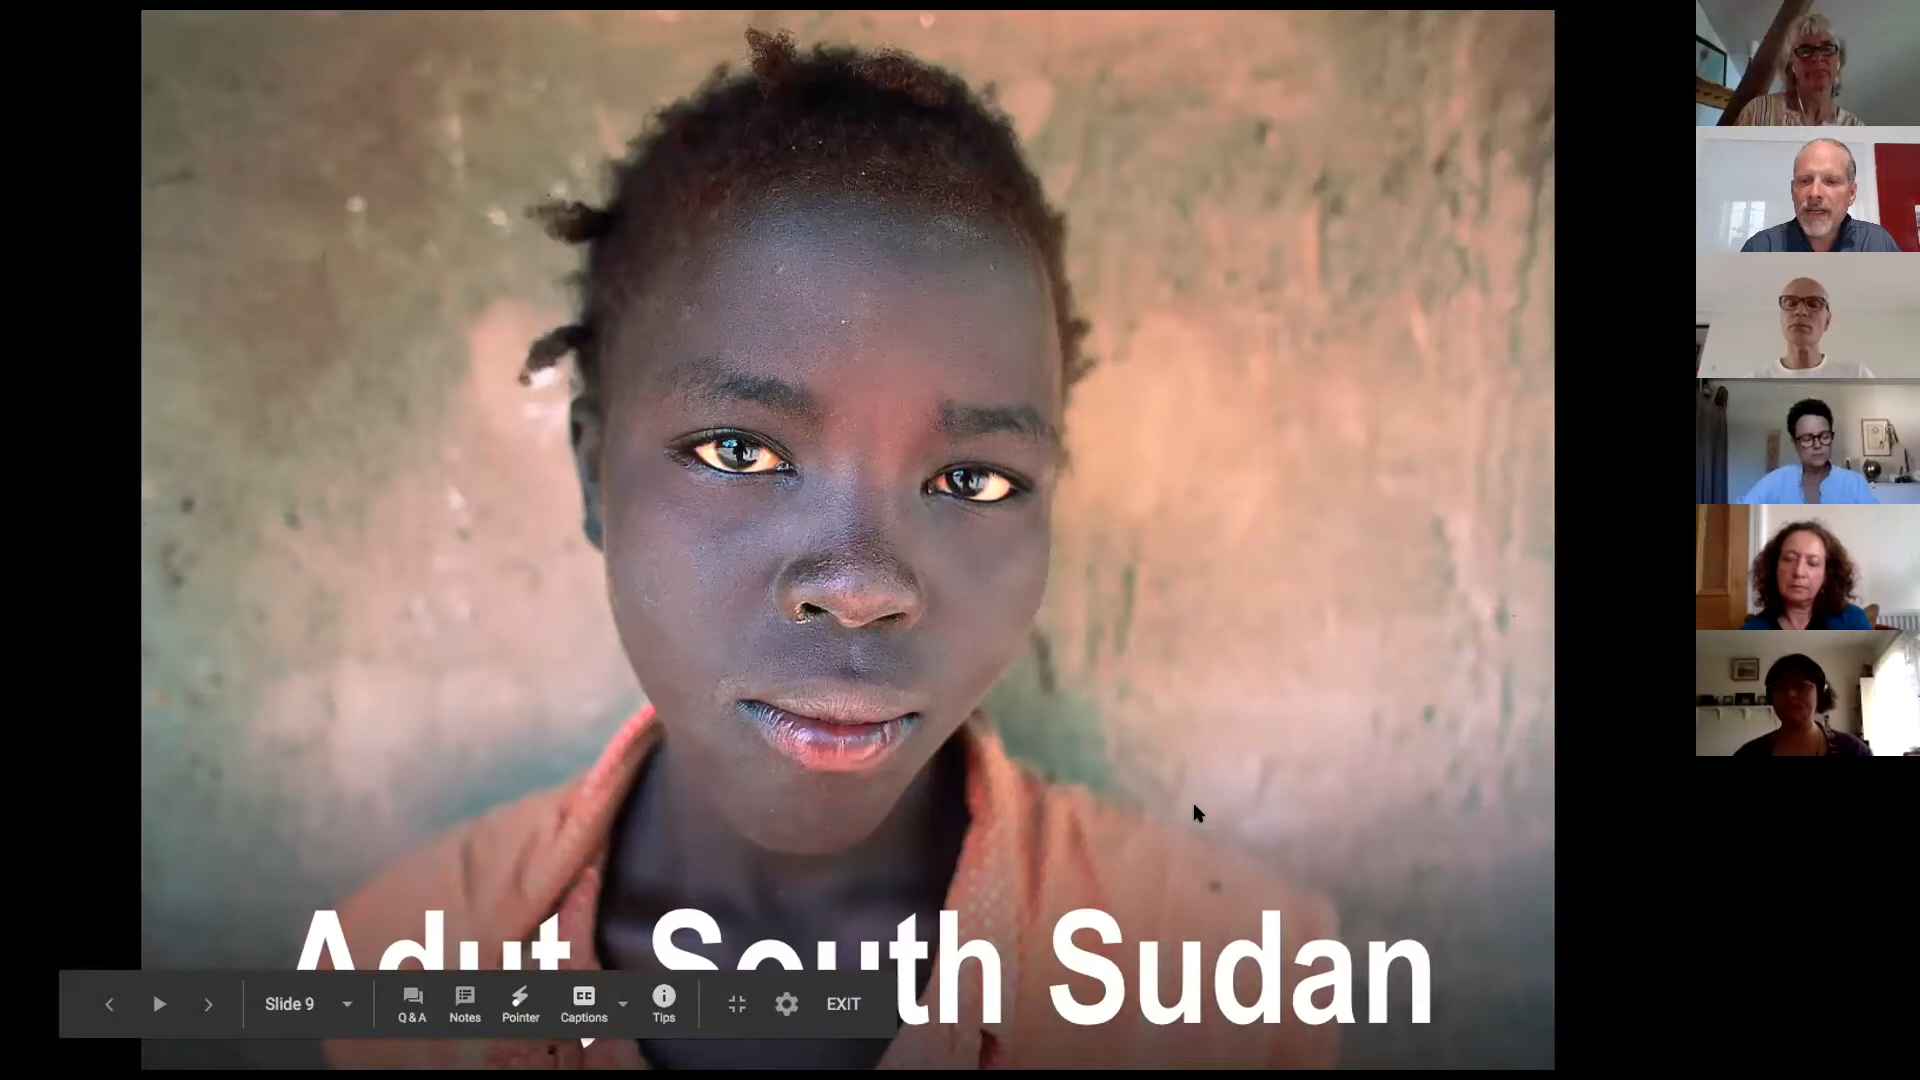 Adut, South Sudan
Slide 9
Q & A
Notes
Pointer
Captions
Tips
EXIT